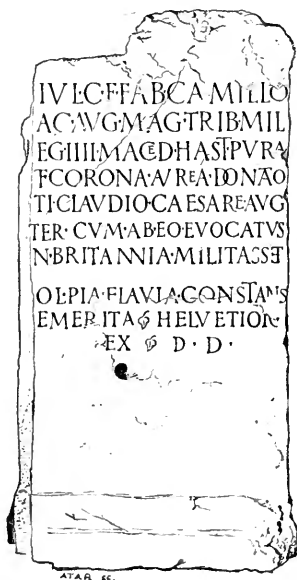 IVL·C·F·FAB·CAMILLO
AC·AVG·MAG·TRIB·MIL
EG·IIII·MACED·HAST·PVRA
T·CORONA·AVREA·DONATO
TI·CLAVDIO·CAESARE·AVG
TER·CVM·AB·EO·EVOCATVS
N·BRITANNIA·MILITASSET
OL·PIA·FLAVIA·CONSTANS
EMERITA HELVETIOR·
EX D·D·